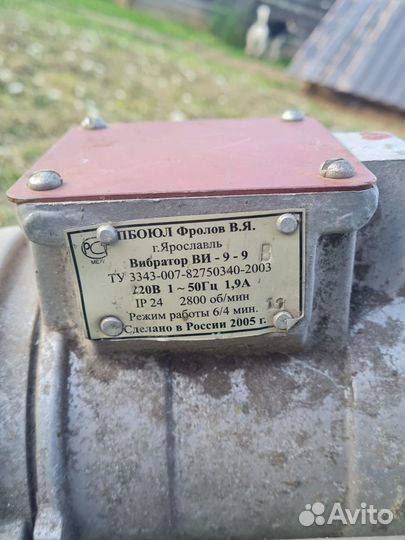 ПБОЮЛ Фролов В.Я.
г.Ярославль
Вибратор ВИ - 9 - 9 В
ТУ 3343-007-82750340-2003
220В 1 ~ 50Гц 1,9А
IP 24 2800 об/мин
Режим работы 6/4 мин.
Сделано в России 2005 г.
РСТ
Avito